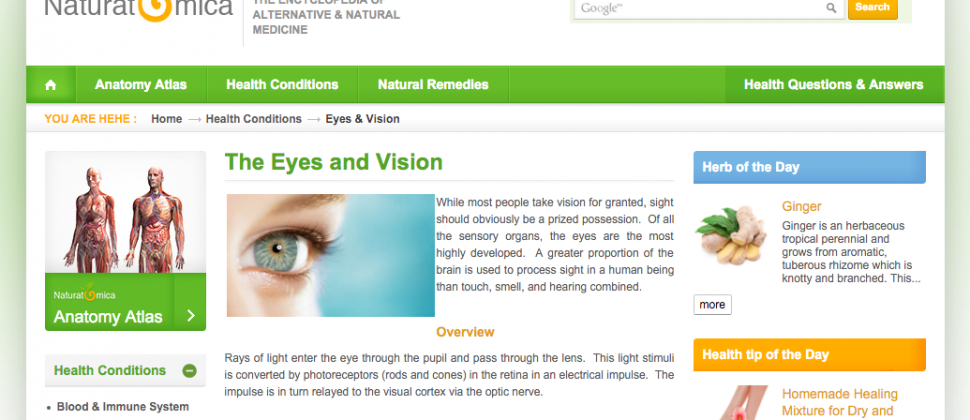 Naturatomica
THE ENCYCLOPEDIA OF
ALTERNATIVE & NATURAL
MEDICINE
Google™
Search
Anatomy Atlas
Health Conditions
Natural Remedies
Health Questions & Answers
YOU ARE HEHE : Home → Health Conditions → Eyes & Vision
Naturatomica
Anatomy Atlas
Health Conditions
• Blood & Immune System
The Eyes and Vision
While most people take vision for granted, sight
should obviously be a prized possession. Of all
the sensory organs, the eyes are the most
highly developed. A greater proportion of the
brain is used to process sight in a human being
than touch, smell, and hearing combined.
Overview
Rays of light enter the eye through the pupil and pass through the lens. This light stimuli
is converted by photoreceptors (rods and cones) in the retina in an electrical impulse. The
impulse is in turn relayed to the visual cortex via the optic nerve.
Herb of the Day
Ginger
Ginger is an herbaceous
tropical perennial and
grows from aromatic,
tuberous rhizome which is
knotty and branched. This...
more
Health tip of the Day
Homemade Healing
Mixture for Dry and